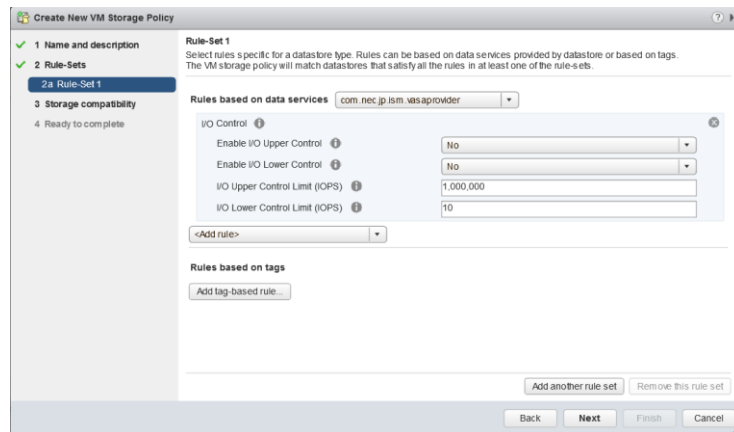 Create New VM Storage Policy
1 Name and description
2 Rule-Sets
2a Rule-Set 1
3 Storage compatibility
4 Ready to complete
Rule-Set 1
Select rules specific for a datastore type. Rules can be based on data services provided by datastore or based on tags.
The VM storage policy will match datastores that satisfy all the rules in at least one of the rule-sets.
Rules based on data services com.nec.jp.ism.vasaprovider
I/O Control
Enable I/O Upper Control No
Enable I/O Lower Control No
I/O Upper Control Limit (IOPS) 1,000,000
I/O Lower Control Limit (IOPS) 10
<Add rule>
Rules based on tags
Add tag-based rule...
Add another rule set Remove this rule set
Back Next Finish Cancel